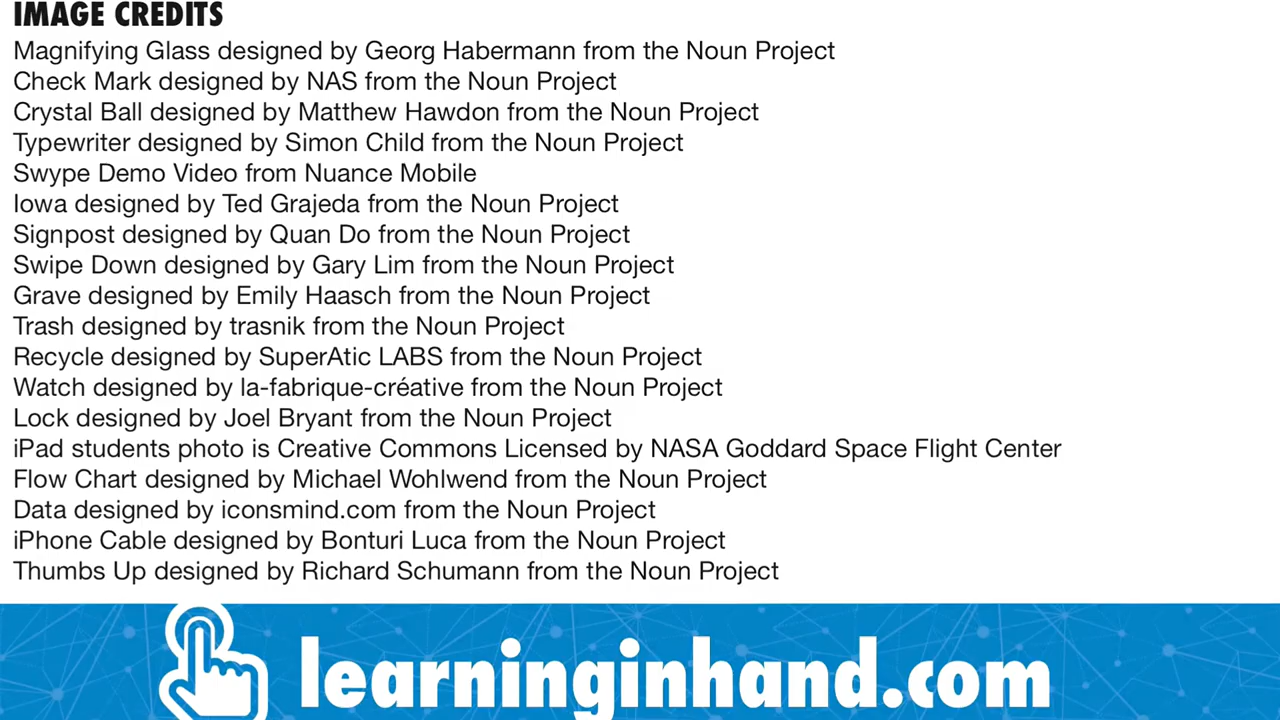 IMAGE CREDITS
Magnifying Glass designed by Georg Habermann from the Noun Project
Check Mark designed by NAS from the Noun Project
Crystal Ball designed by Matthew Hawdon from the Noun Project
Typewriter designed by Simon Child from the Noun Project
Swype Demo Video from Nuance Mobile
Iowa designed by Ted Grajeda from the Noun Project
Signpost designed by Quan Do from the Noun Project
Swipe Down designed by Gary Lim from the Noun Project
Grave designed by Emily Haasch from the Noun Project
Trash designed by trasnik from the Noun Project
Recycle designed by SuperAtic LABS from the Noun Project
Watch designed by la-fabrique-créative from the Noun Project
Lock designed by Joel Bryant from the Noun Project
iPad students photo is Creative Commons Licensed by NASA Goddard Space Flight Center
Flow Chart designed by Michael Wohlwend from the Noun Project
Data designed by iconsmind.com from the Noun Project
iPhone Cable designed by Bonturi Luca from the Noun Project
Thumbs Up designed by Richard Schumann from the Noun Project
learninginhand.com